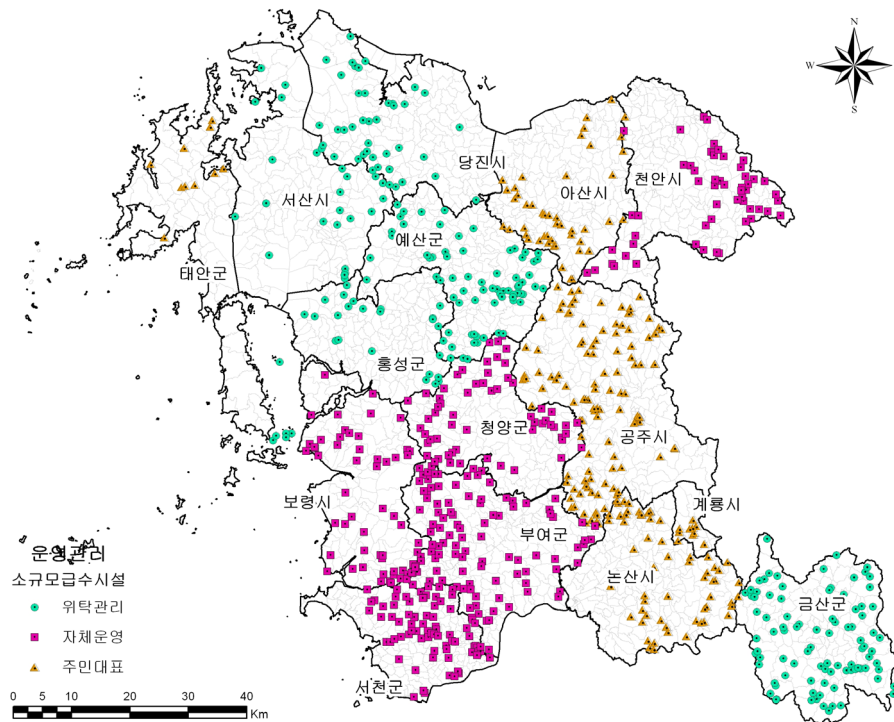 N
W
S
당진시
아산시
천안시
서산시
예산군
태안군
홍성군
청양군
공주시
보령시
계룡시
부여군
논산시
금산군
서천군
운영관리
소규모급수시설
위탁관리
자체운영
주인대표
0 5 10 20 30 40
Km